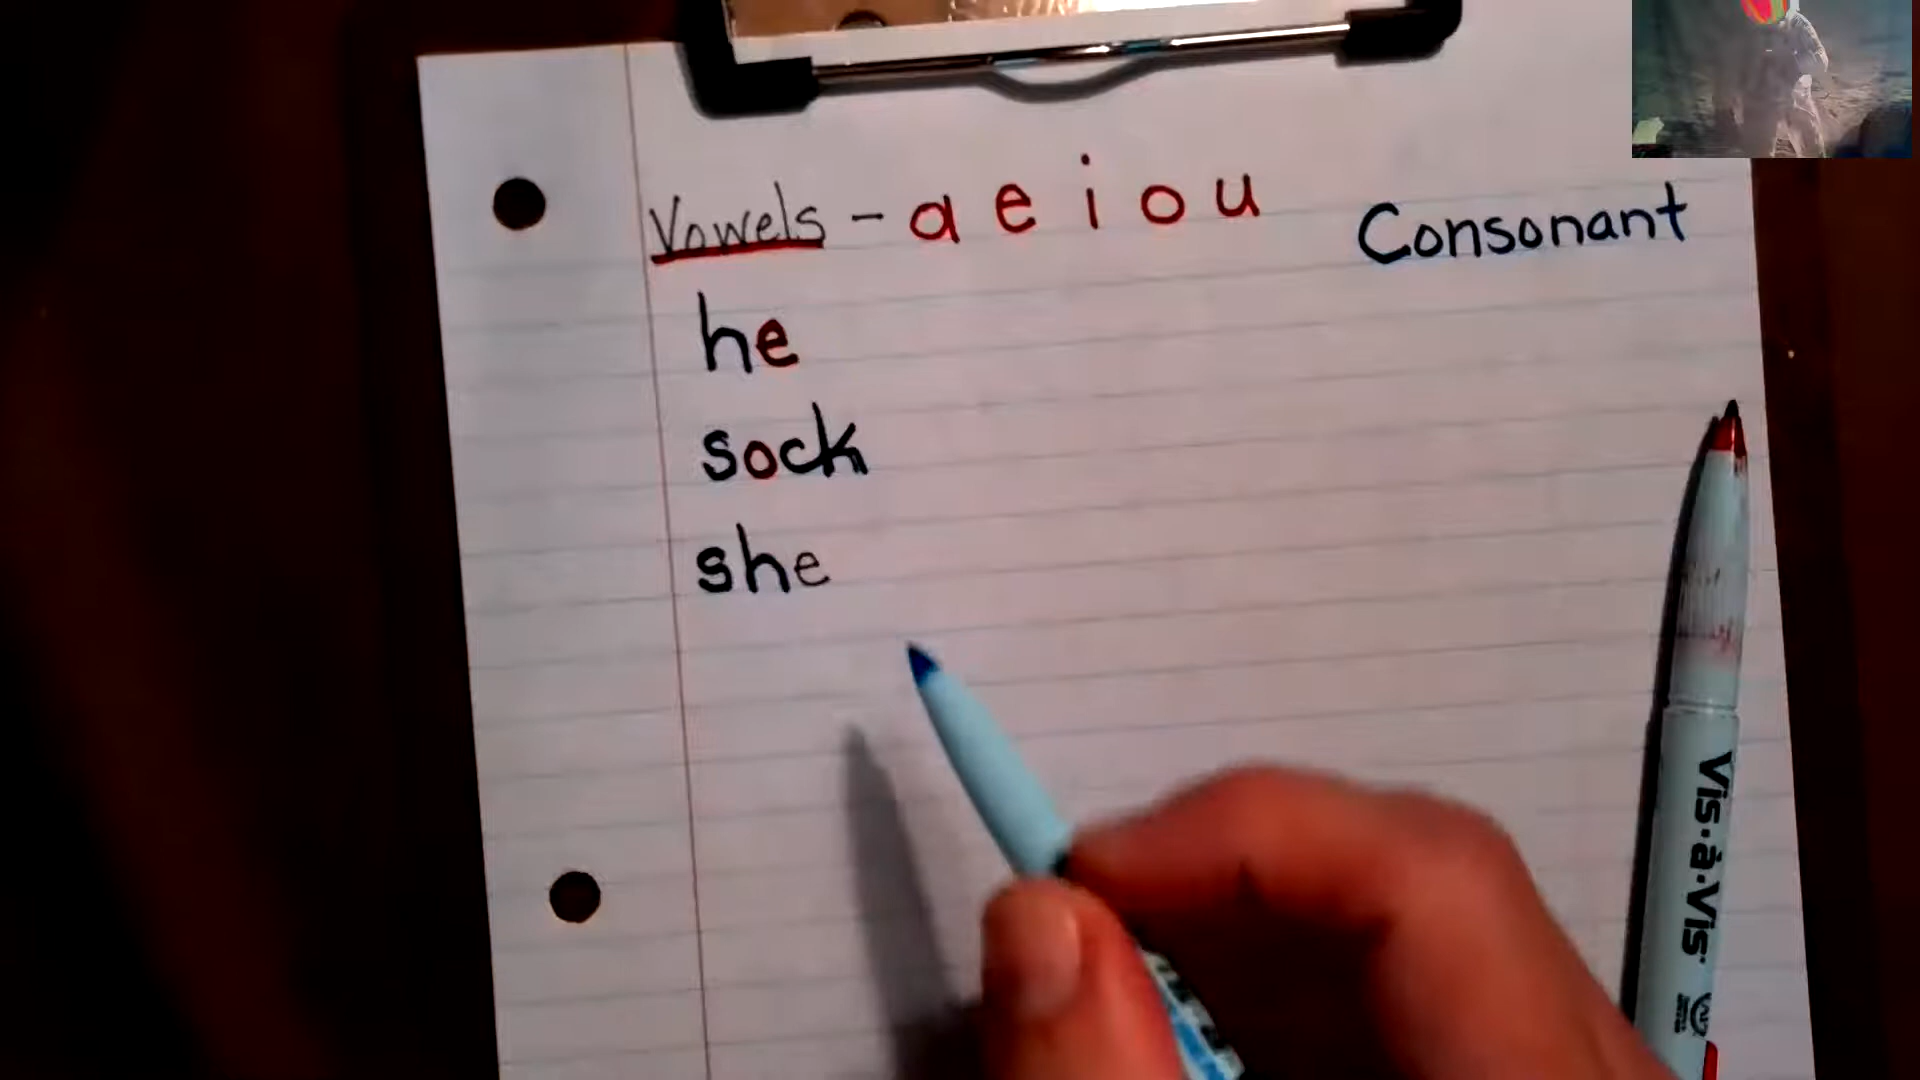 Vowels - a e i o u
Consonant
he
sock
she
Vis-à-Vis